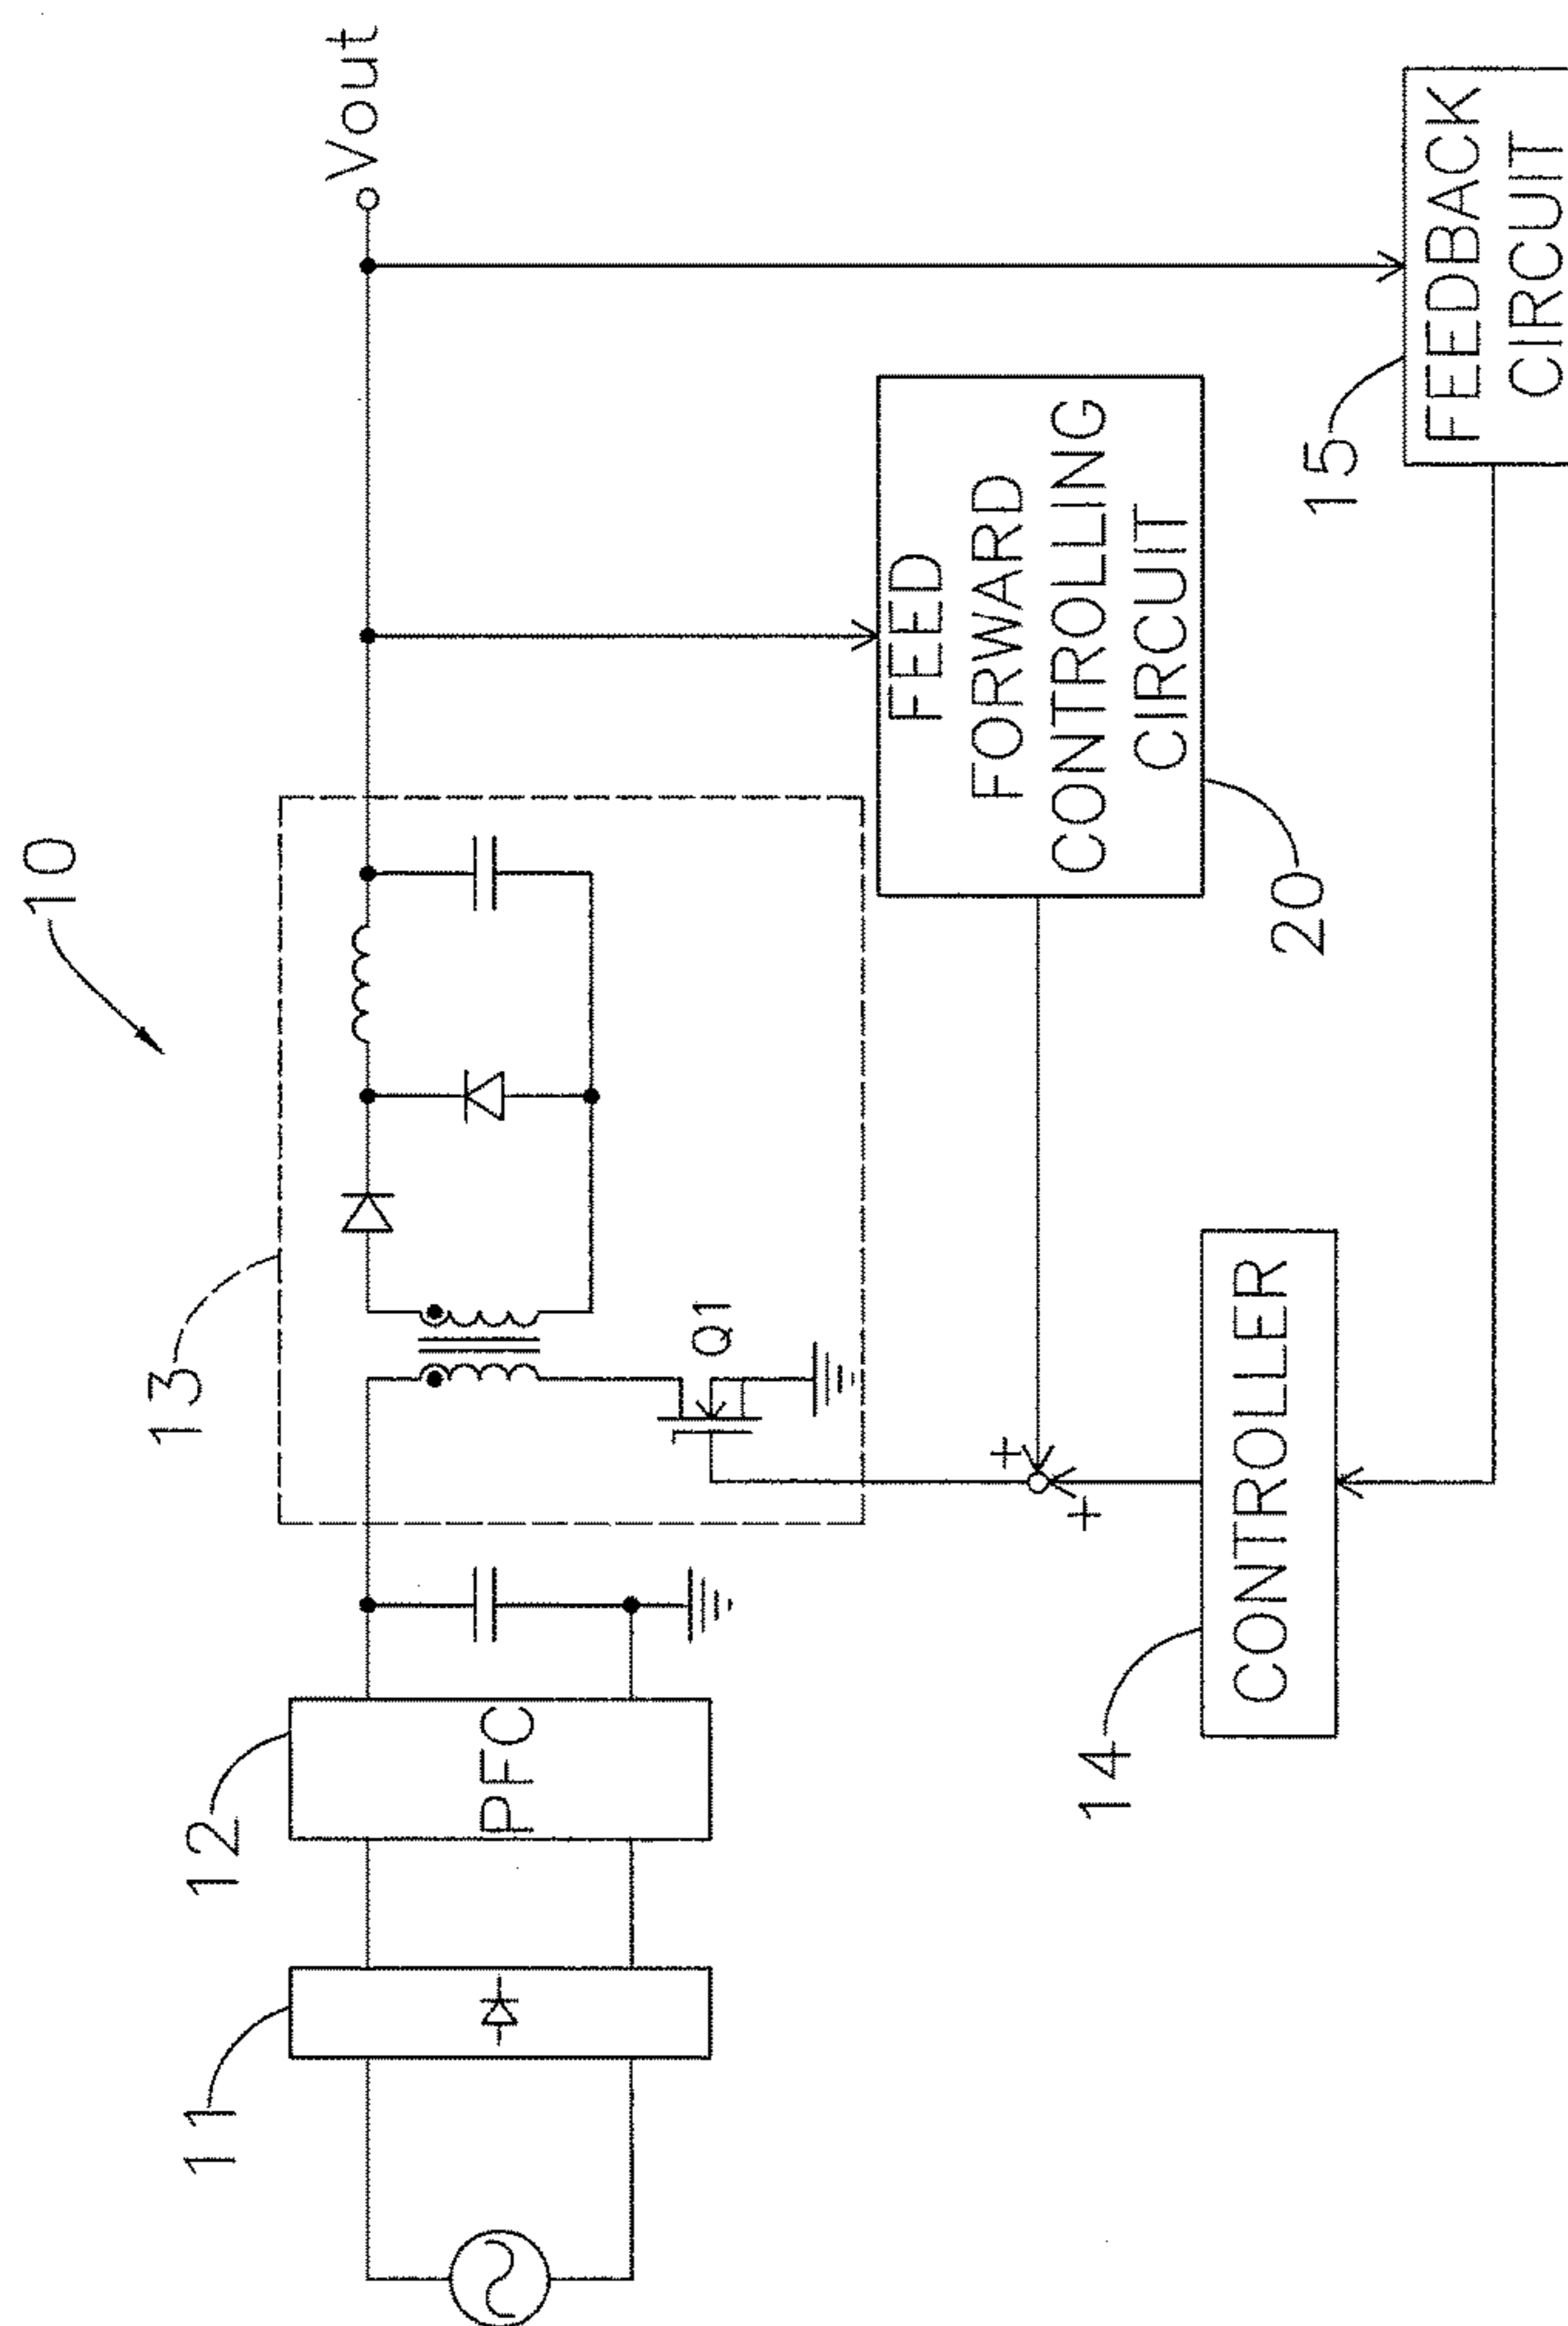 10
13
12
11
Vout
PFC
Q1
+
+
FEED
FORWARD
CONTROLLING
CIRCUIT
20
14
CONTROLLER
15
FEEDBACK
CIRCUIT